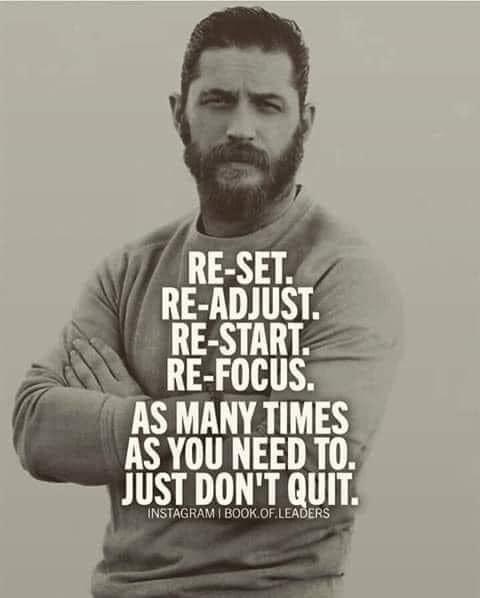 RE-SET.
RE-ADJUST.
RE-START.
RE-FOCUS.
AS MANY TIMES
AS YOU NEED TO.
JUST DON'T QUIT.
INSTAGRAM | BOOK.OF.LEADERS